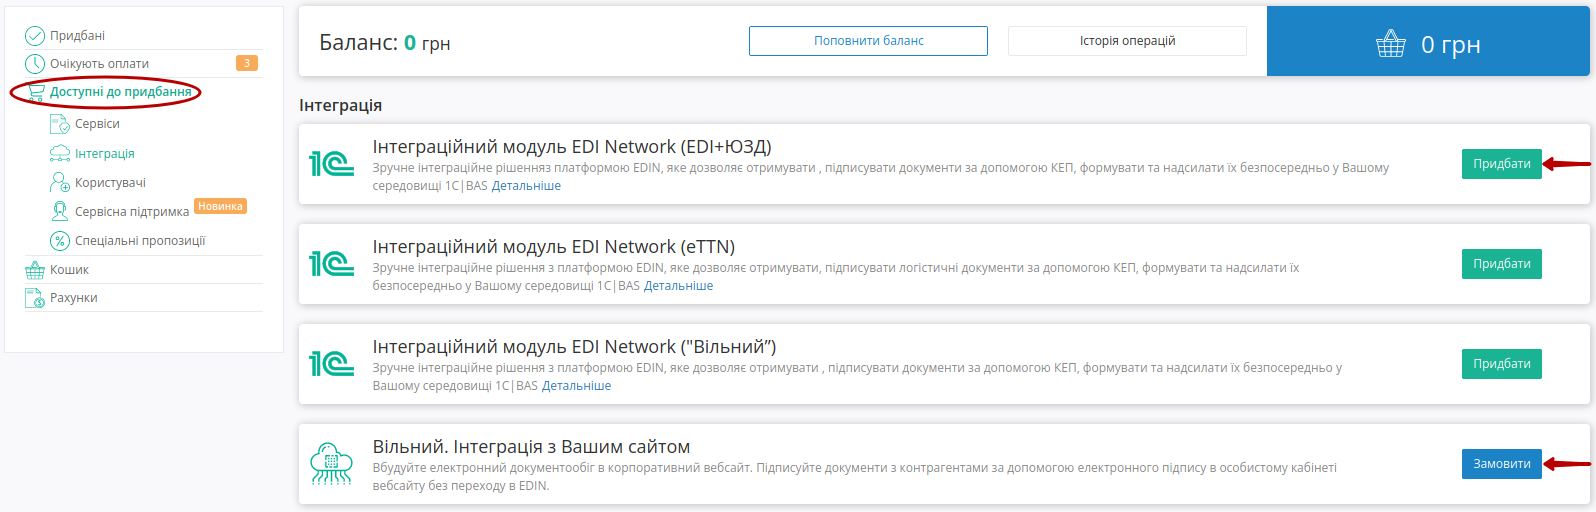 Придбані
Очікують оплати 3
Доступні до придбання
Сервіси
Інтеграція
Користувачі
Сервісна підтримка Новинка
Спеціальні пропозиції
Кошик
Рахунки
Баланс: 0 грн
Поповнити баланс
Історія операцій
0 грн
Інтеграція
1С
Інтеграційний модуль EDI Network (EDI+ЮЗД)
Зручне інтеграційне рішенняз платформою EDIN, яке дозволяє отримувати , підписувати документи за допомогою КЕП, формувати та надсилати їх безпосередньо у Вашому
середовищі 1С|BAS Детальніше
Придбати
1С
Інтеграційний модуль EDI Network (еТТN)
Зручне інтеграційне рішення з платформою EDIN, яке дозволяє отримувати, підписувати логістичні документи за допомогою КЕП, формувати та надсилати їх
безпосередньо у Вашому середовищі 1С|BAS Детальніше
Придбати
1С
Інтеграційний модуль EDI Network ("Вільний”)
Зручне інтеграційне рішення з платформою EDIN, яке дозволяє отримувати , підписувати документи за допомогою КЕП, формувати та надсилати їх безпосередньо у
Вашому середовищі 1С|BAS Детальніше
Придбати
Вільний. Інтеграція з Вашим сайтом
Вбудуйте електронний документообіг в корпоративний вебсайт. Підписуйте документи з контрагентами за допомогою електронного підпису в особистому кабінеті
вебсайту без переходу в EDIN.
Замовити